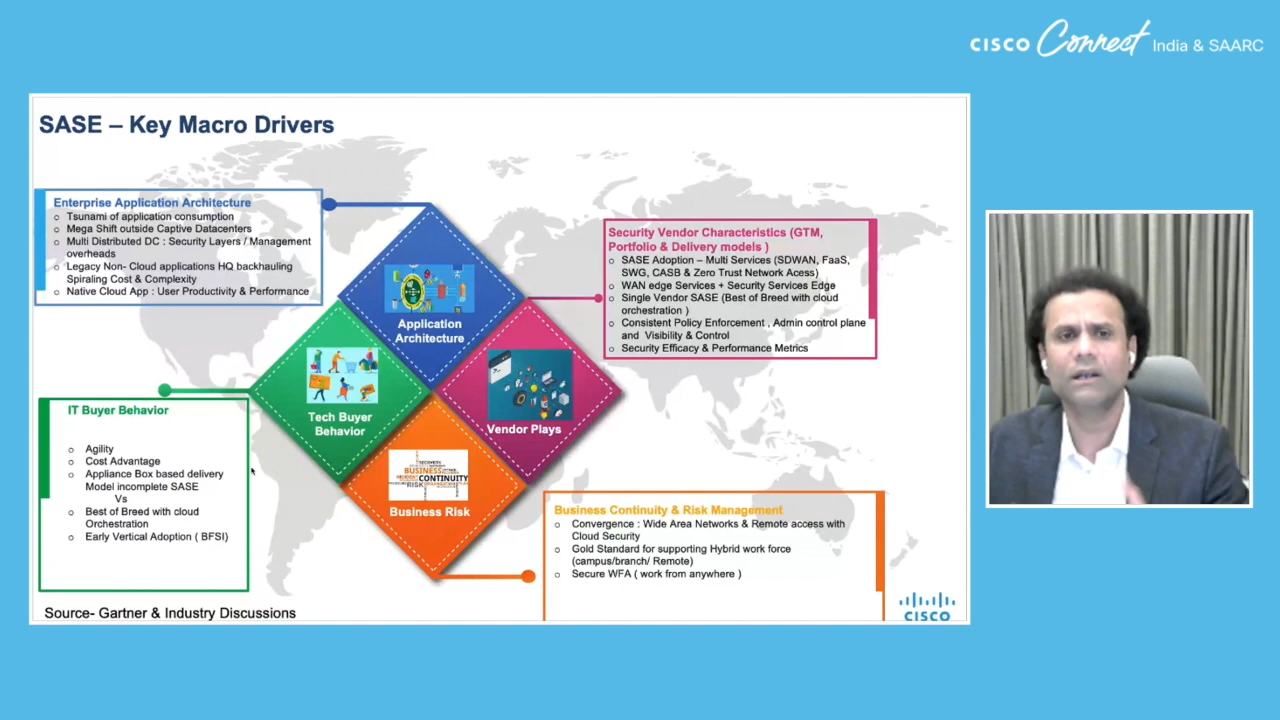 CISCO Connect India & SAARC
SASE – Key Macro Drivers
Enterprise Application Architecture
o Tsunami of application consumption
o Mega Shift outside Captive Datacenters
o Multi Distributed DC : Security Layers / Management
overheads
o Legacy Non- Cloud applications HQ backhauling
Spiraling Cost & Complexity
o Native Cloud App : User Productivity & Performance
Security Vendor Characteristics (GTM,
Portfolio & Delivery models )
o SASE Adoption – Multi Services (SDWAN, FaaS,
SWG, CASB & Zero Trust Network Acess)
o WAN edge Services + Security Services Edge
o Single Vendor SASE (Best of Breed with cloud
orchestration )
o Consistent Policy Enforcement , Admin control plane
and Visibility & Control
o Security Efficacy & Performance Metrics
Application
Architecture
Tech Buyer
Behavior
Vendor Plays
BUSINESS
CONTINUITY
RISK
Business Risk
IT Buyer Behavior
o Agility
o Cost Advantage
o Appliance Box based delivery
Model incomplete SASE
Vs
o Best of Breed with cloud
Orchestration
o Early Vertical Adoption ( BFSI)
Business Continuity & Risk Management
o Convergence : Wide Area Networks & Remote access with
Cloud Security
o Gold Standard for supporting Hybrid work force
(campus/branch/ Remote)
o Secure WFA ( work from anywhere )
Source- Gartner & Industry Discussions
CISCO